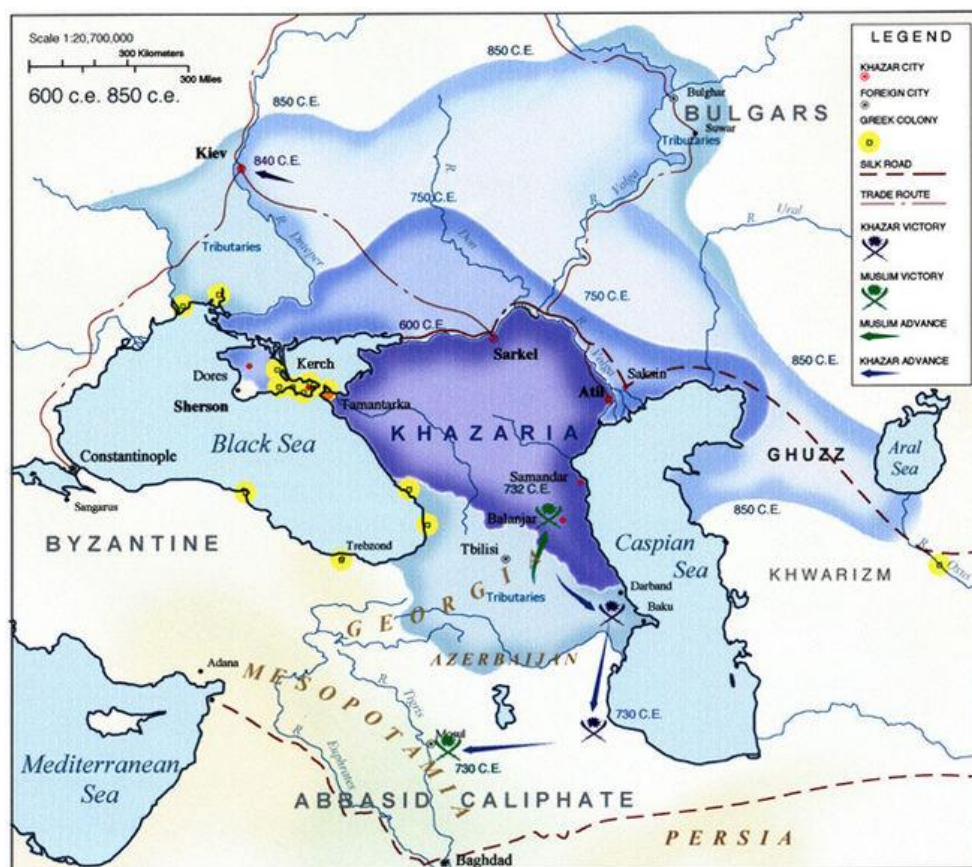 Scale 1:20,700,000
300 Kilometers
300 Miles
600 c.e. 850 c.e.
LEGEND
KHAZAR CITY
FOREIGN CITY
GREEK COLONY
SILK ROAD
TRADE ROUTE
KHAZAR VICTORY
MUSLIM VICTORY
MUSLIM ADVANCE
KHAZAR ADVANCE
850 C.E.
850 C.E.
Bulghar
BULGARS
Suwar
Tributaries
Kiev
840 C.E.
R. Volga
R.
Don
750 C.E.
R. Ural
R. Dnieper
Tributaries
750 C.E.
600 C.E.
Sarkel
R.
Volga
Saksin
850 C.E.
Kerch
Dores
Sherson
Tamantarka
Atil
KHAZARIA
Black Sea
GHUZZ
Aral
Sea
Constantinople
Samandar
732 C.E.
Sangarus
Balanjar
850 C.E.
BYZANTINE
Trebzond
Tbilisi
Caspian
Sea
R. Oxus
KHWARIZM
Darband
Tributaries
Baku
GEORGIA
AZERBAIJAN
Adana
MESOPOTAMIA
R. Tigris
730 C.E.
Mosul
730 C.E.
R. Euphrates
Mediterranean
Sea
ABBASID CALIPHATE
PERSIA
Baghdad